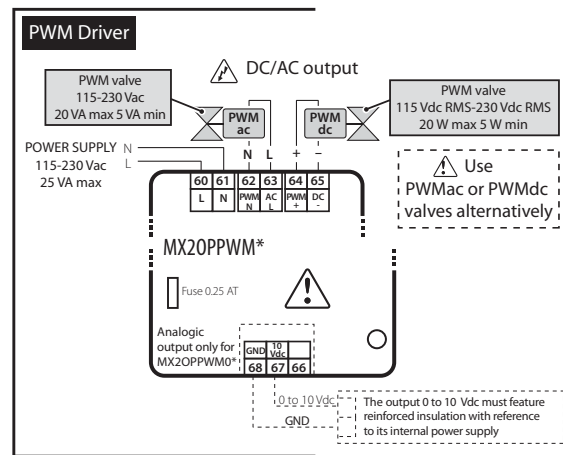 PWM Driver
DC/AC output
PWM valve
115-230 Vac
20 VA max 5 VA min
PWM
ac
PWM
dc
PWM valve
115 Vdc RMS-230 Vdc RMS
20 W max 5 W min
POWER SUPPLY N
115-230 Vac L
25 VA max
N L + –
Use
PWMac or PWMdc
valves alternatively
60 61 62 63 64 65
L N PWM N AC L PWM + DC -
MX2OPPWM*
Fuse 0.25 AT
Analogic
output only for
MX2OPPWM0*
GND 10 Vdc
68 67 66
0 to 10 Vdc
GND
The output 0 to 10 Vdc must feature
reinforced insulation with reference
to its internal power supply